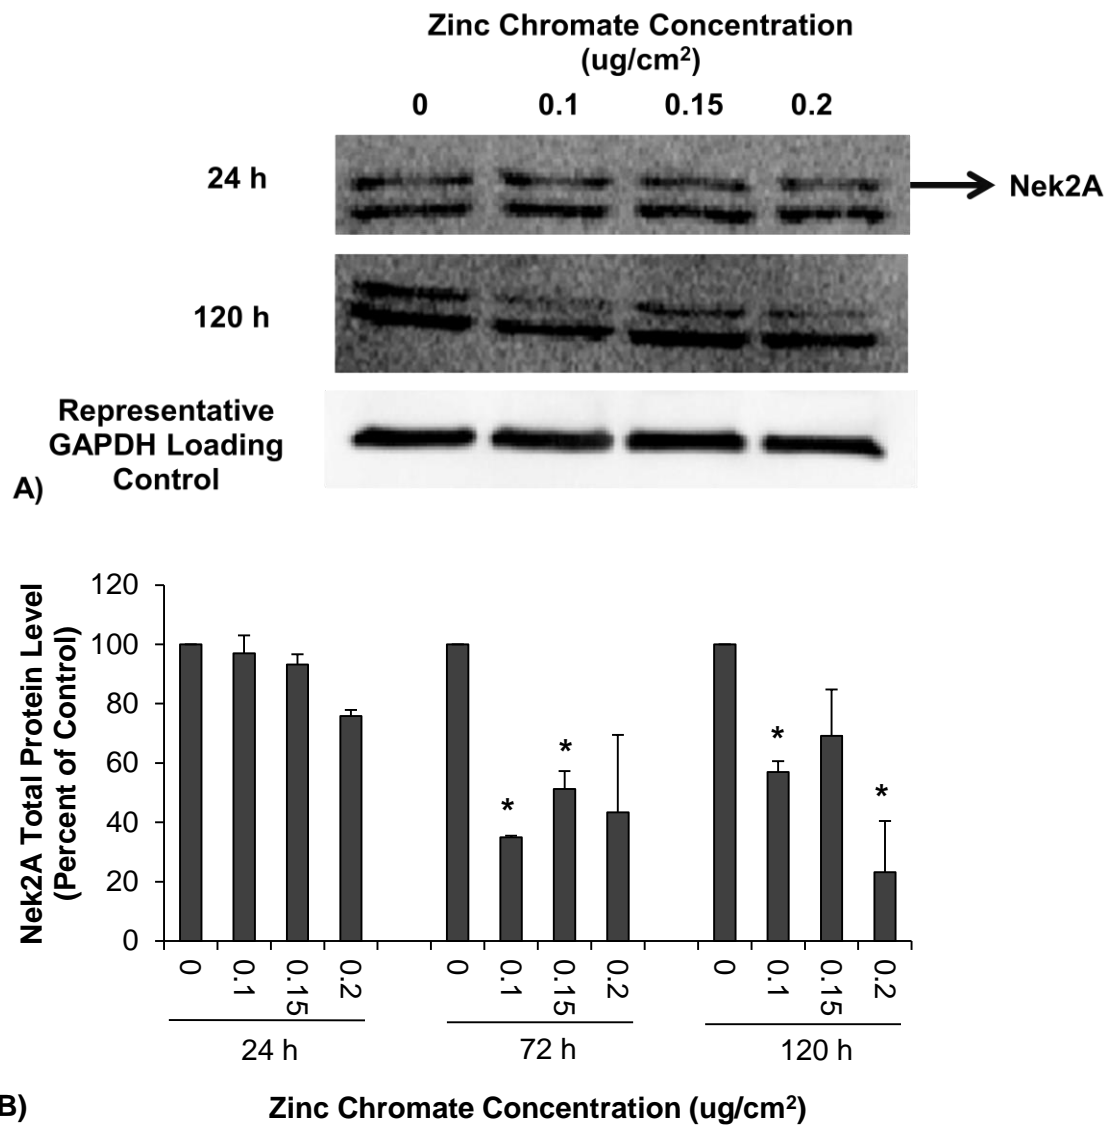 Zinc Chromate Concentration
(ug/cm²)
0 0.1 0.15 0.2
24 h
Nek2A
120 h
Representative
GAPDH Loading
Control
A)
Nek2A Total Protein Level
(Percent of Control)
120
100
80
60
40
20
0
* * * *
0 0.1 0.15 0.2 0 0.1 0.15 0.2 0 0.1 0.15 0.2
24 h 72 h 120 h
B)
Zinc Chromate Concentration (ug/cm²)